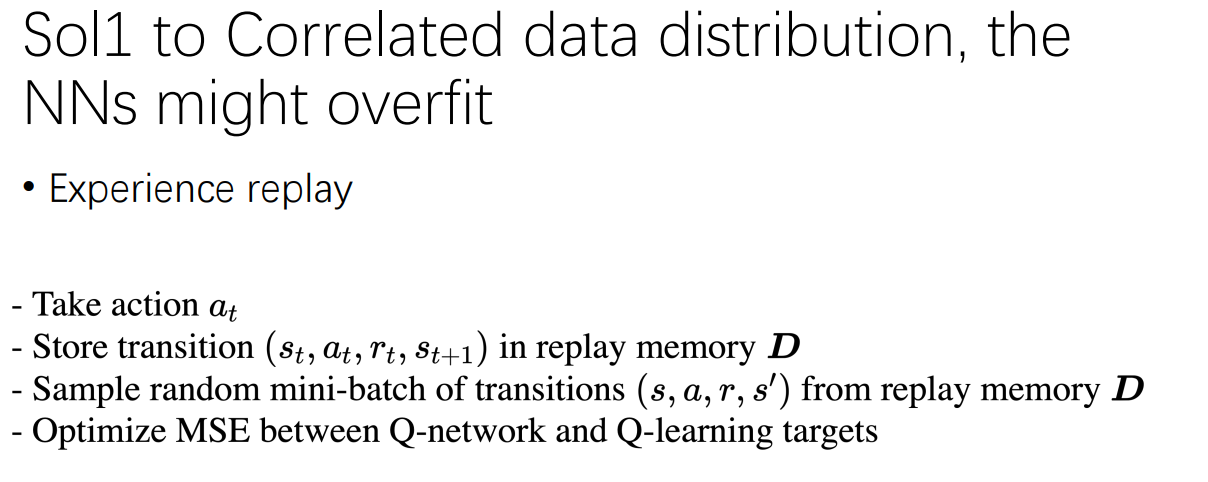 Sol1 to Correlated data distribution, the
NNs might overfit
• Experience replay
- Take action $a_t$
- Store transition $(s_t, a_t, r_t, s_{t+1})$ in replay memory $\boldsymbol{D}$
- Sample random mini-batch of transitions $(s, a, r, s')$ from replay memory $\boldsymbol{D}$
- Optimize MSE between Q-network and Q-learning targets